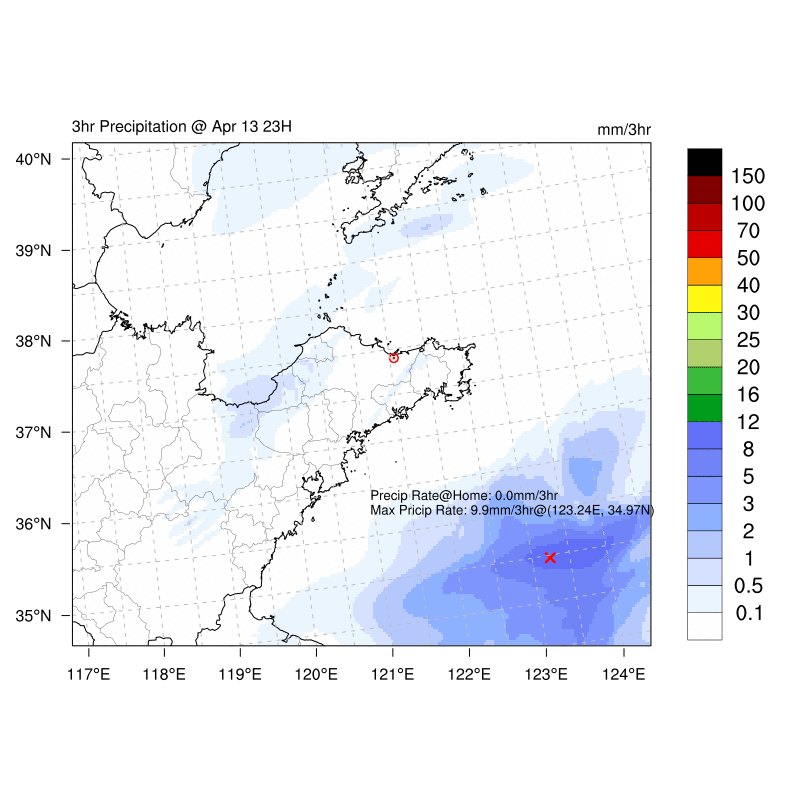 3hr Precipitation @ Apr 13 23H
mm/3hr
40°N
39°N
38°N
37°N
36°N
35°N
117°E
118°E
119°E
120°E
121°E
122°E
123°E
124°E
Precip Rate@Home: 0.0mm/3hr
Max Pricip Rate: 9.9mm/3hr@(123.24E, 34.97N)
150
100
70
50
40
30
25
20
16
12
8
5
3
2
1
0.5
0.1